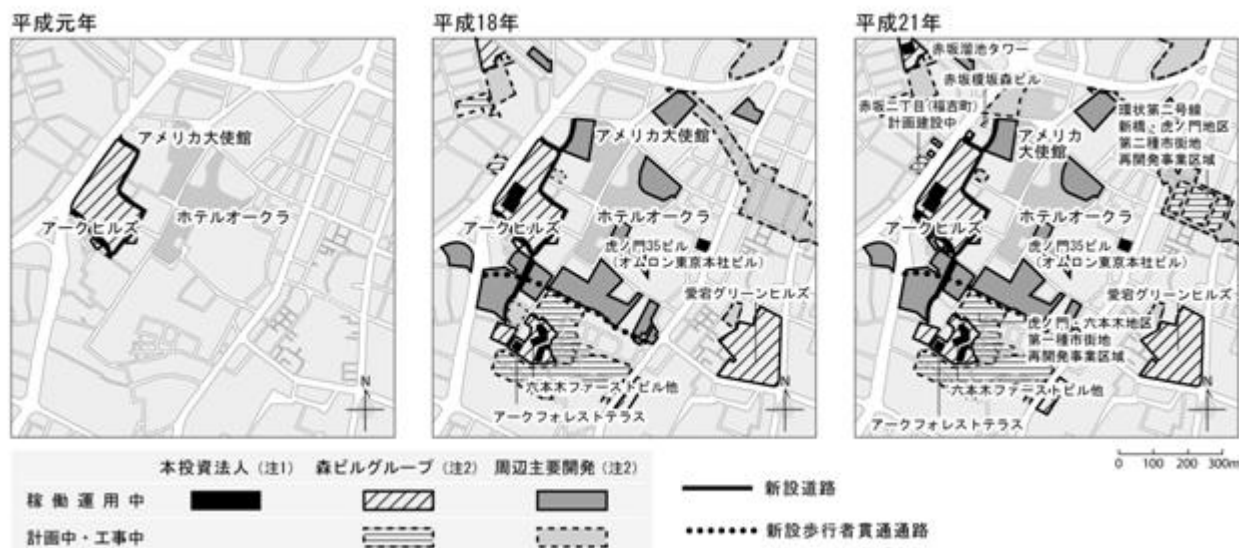 平成元年
アメリカ大使館
ホテルオークラ
アークヒルズ
N
平成18年
アメリカ大使館
ホテルオークラ
アークヒルズ
虎ノ門35ビル
(オムロン東京本社ビル)
愛宕グリーンヒルズ
六本木ファーストビル他
アークフォレストテラス
N
平成21年
赤坂溜池タワー
赤坂榎坂森ビル
赤坂二丁目(福吉町)
計画建設中
環状第二号線
新橋・虎ノ門地区
第二種市街地
再開発事業区域
アメリカ
大使館
ホテルオークラ
アークヒルズ
虎ノ門35ビル
(オムロン東京本社ビル)
愛宕グリーンヒルズ
虎ノ門・六本木地区
第一種市街地
再開発事業区域
六本木ファーストビル他
アークフォレストテラス
N
0 100 200 300m
本投資法人(注1) 森ビルグループ(注2) 周辺主要開発(注2)
稼働運用中
計画中・工事中
新設道路
新設歩行者貫通通路